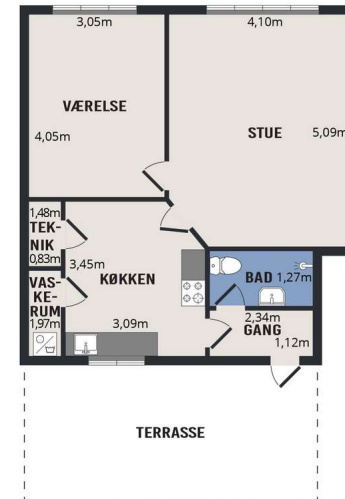 3,05m
4,10m
VÆRELSE
4,05m
STUE
5,09m
1,48m
TEK-
NIK
0,83m
3,45m
KØKKEN
VAS-
KE-
RUM
1,97m
3,09m
BAD
1,27m
2,34m
GANG
1,12m
TERRASSE